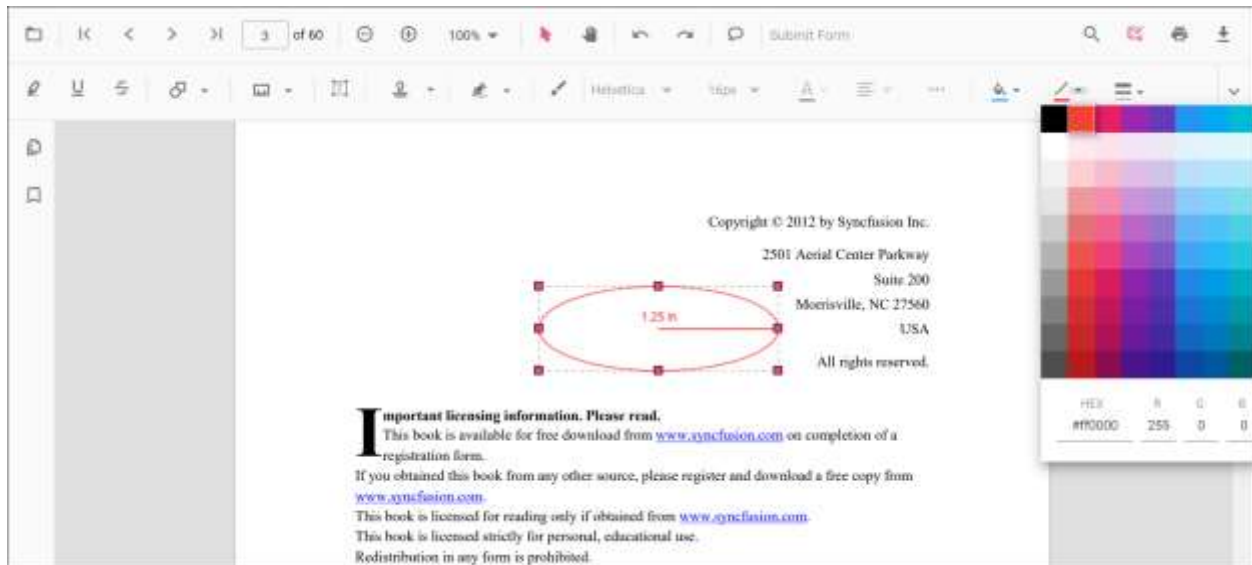 3 of 60 100% Submit Form
Helvetica 16px
Copyright © 2012 by Syncfusion Inc.
2501 Aerial Center Parkway
Suite 200
Morrisville, NC 27560
USA
All rights reserved.
1.25 in
HEX R G B
#ff0000 255 0 0
Important licensing information. Please read.
This book is available for free download from www.syncfusion.com on completion of a
registration form.
If you obtained this book from any other source, please register and download a free copy from
www.syncfusion.com.
This book is licensed for reading only if obtained from www.syncfusion.com.
This book is licensed strictly for personal, educational use.
Redistribution in any form is prohibited.